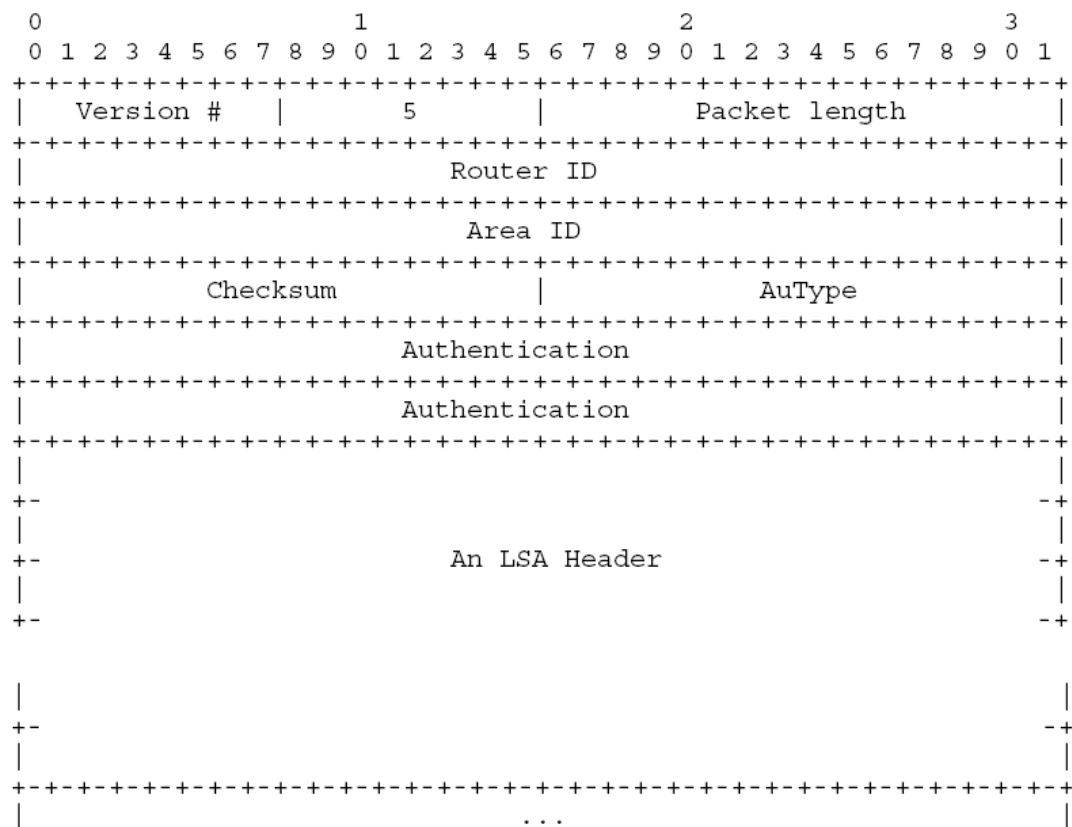 0                   1                   2                   3
0 1 2 3 4 5 6 7 8 9 0 1 2 3 4 5 6 7 8 9 0 1 2 3 4 5 6 7 8 9 0 1
+-+-+-+-+-+-+-+-+-+-+-+-+-+-+-+-+-+-+-+-+-+-+-+-+-+-+-+-+-+-+-+-+
|   Version #   |       5       |         Packet length         |
+-+-+-+-+-+-+-+-+-+-+-+-+-+-+-+-+-+-+-+-+-+-+-+-+-+-+-+-+-+-+-+-+
|                          Router ID                            |
+-+-+-+-+-+-+-+-+-+-+-+-+-+-+-+-+-+-+-+-+-+-+-+-+-+-+-+-+-+-+-+-+
|                           Area ID                             |
+-+-+-+-+-+-+-+-+-+-+-+-+-+-+-+-+-+-+-+-+-+-+-+-+-+-+-+-+-+-+-+-+
|           Checksum            |             AuType            |
+-+-+-+-+-+-+-+-+-+-+-+-+-+-+-+-+-+-+-+-+-+-+-+-+-+-+-+-+-+-+-+-+
|                       Authentication                          |
+-+-+-+-+-+-+-+-+-+-+-+-+-+-+-+-+-+-+-+-+-+-+-+-+-+-+-+-+-+-+-+-+
|                       Authentication                          |
+-+-+-+-+-+-+-+-+-+-+-+-+-+-+-+-+-+-+-+-+-+-+-+-+-+-+-+-+-+-+-+-+
|                                                               |
+-                                                             -+
|                                                               |
+-                         An LSA Header                       -+
|                                                               |
+-                                                             -+
|                                                               |
+-                                                             -+
|                                                               |
+-+-+-+-+-+-+-+-+-+-+-+-+-+-+-+-+-+-+-+-+-+-+-+-+-+-+-+-+-+-+-+-+
|                              ...                              |